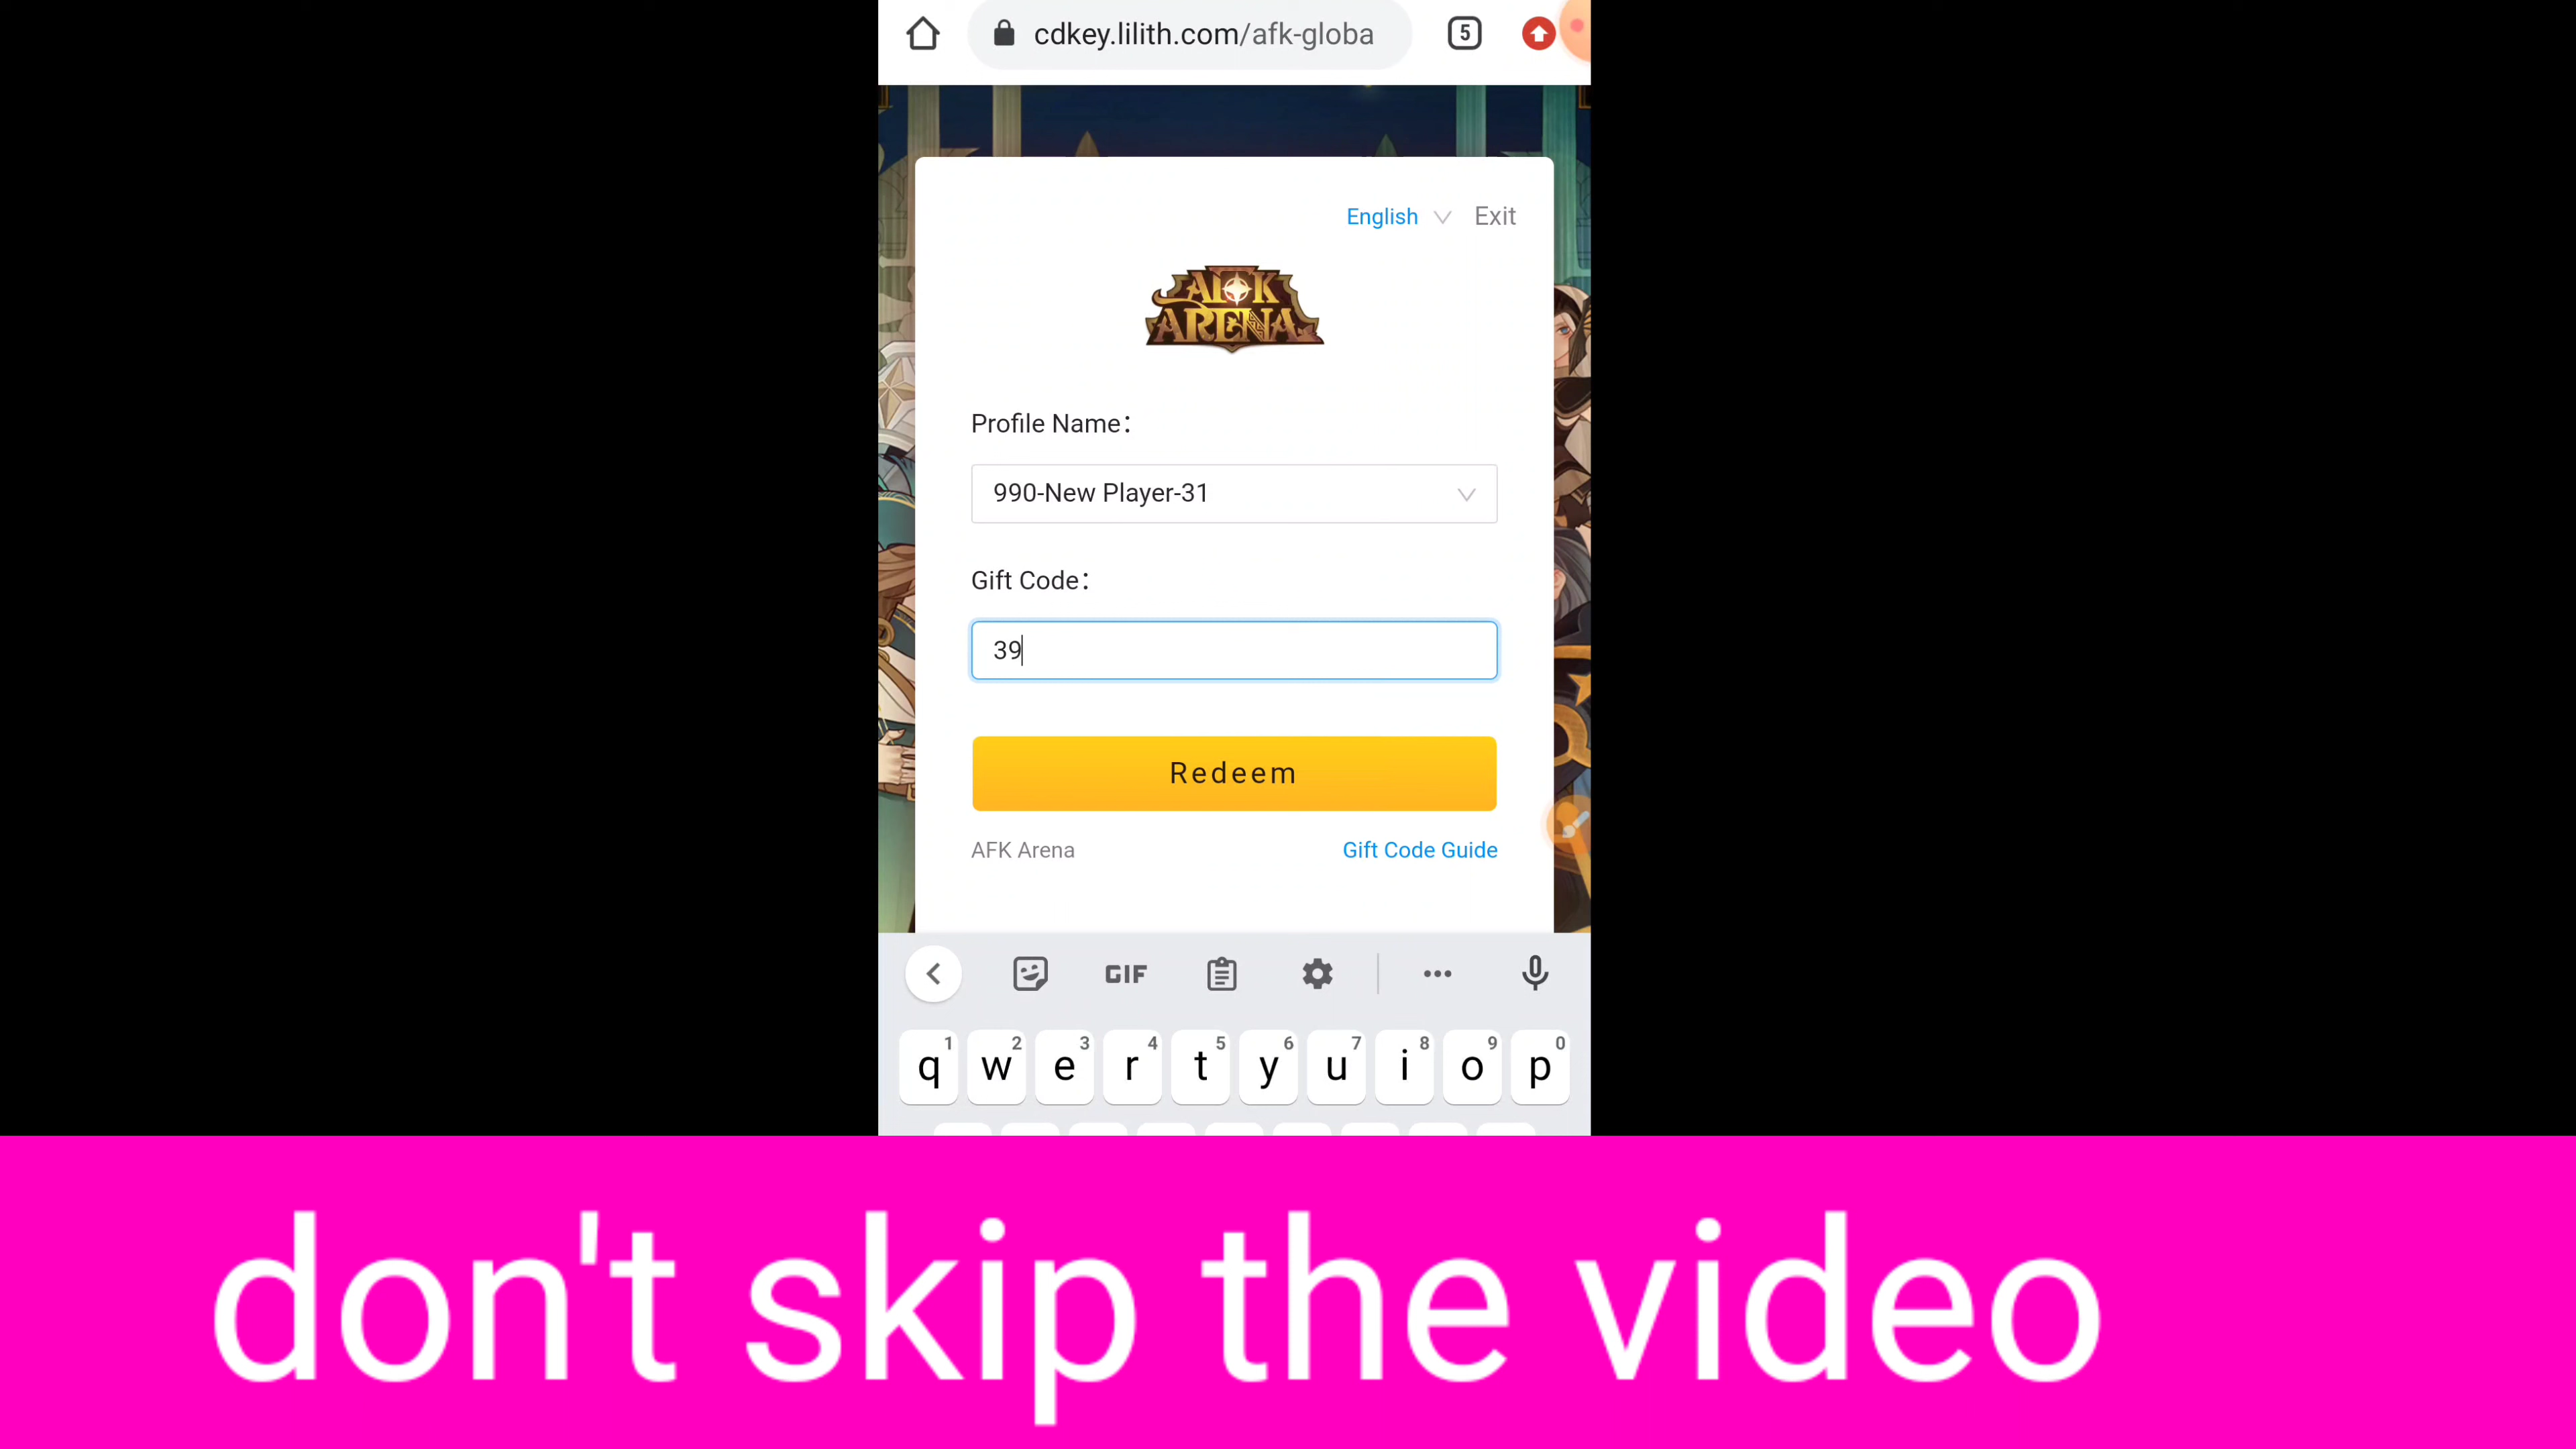 cdkey.lilith.com/afk-globa
5
English
Exit
AFK
ARENA
Profile Name:
990-New Player-31
Gift Code:
39
Redeem
AFK Arena
Gift Code Guide
GIF
1 2 3 4 5 6 7 8 9 0
q w e r t y u i o p
don't skip the video